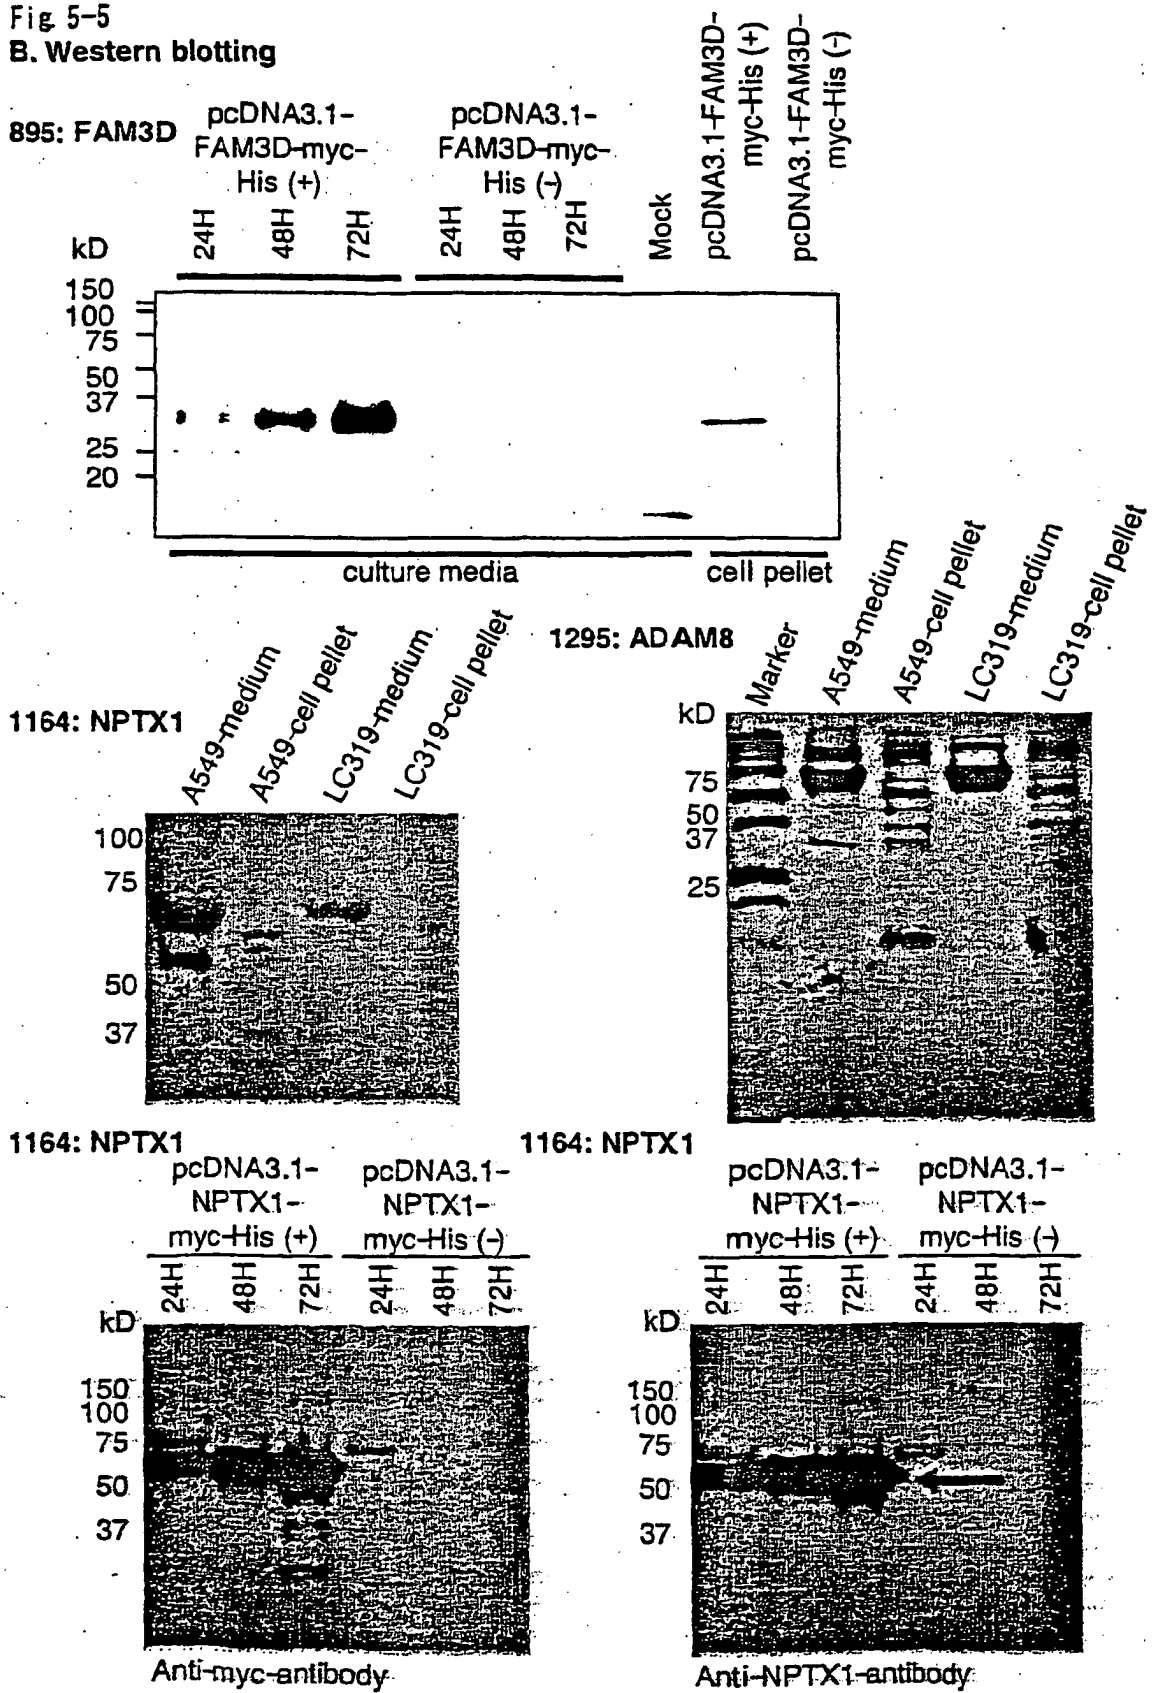 Fig. 5-5
B. Western blotting
895: FAM3D
pcDNA3.1-
FAM3D-myc-
His (+)
pcDNA3.1-
FAM3D-myc-
His (-)
24H
48H
72H
24H
48H
72H
Mock
pcDNA3.1-FAM3D-
myc-His (+)
pcDNA3.1-FAM3D-
myc-His (-)
kD
150
100
75
50
37
25
20
culture media
cell pellet
1164: NPTX1
A549-medium
A549-cell pellet
LC319-medium
LC319-cell pellet
100
75
50
37
1295: ADAM8
Marker
A549-medium
A549-cell pellet
LC319-medium
LC319-cell pellet
kD
75
50
37
25
1164: NPTX1
pcDNA3.1-
NPTX1-
myc-His (+)
pcDNA3.1-
NPTX1-
myc-His (-)
24H
48H
72H
24H
48H
72H
kD
150
100
75
50
37
Anti-myc-antibody
1164: NPTX1
pcDNA3.1-
NPTX1-
myc-His (+)
pcDNA3.1-
NPTX1-
myc-His (-)
24H
48H
72H
24H
48H
72H
kD
150
100
75
50
37
Anti-NPTX1-antibody